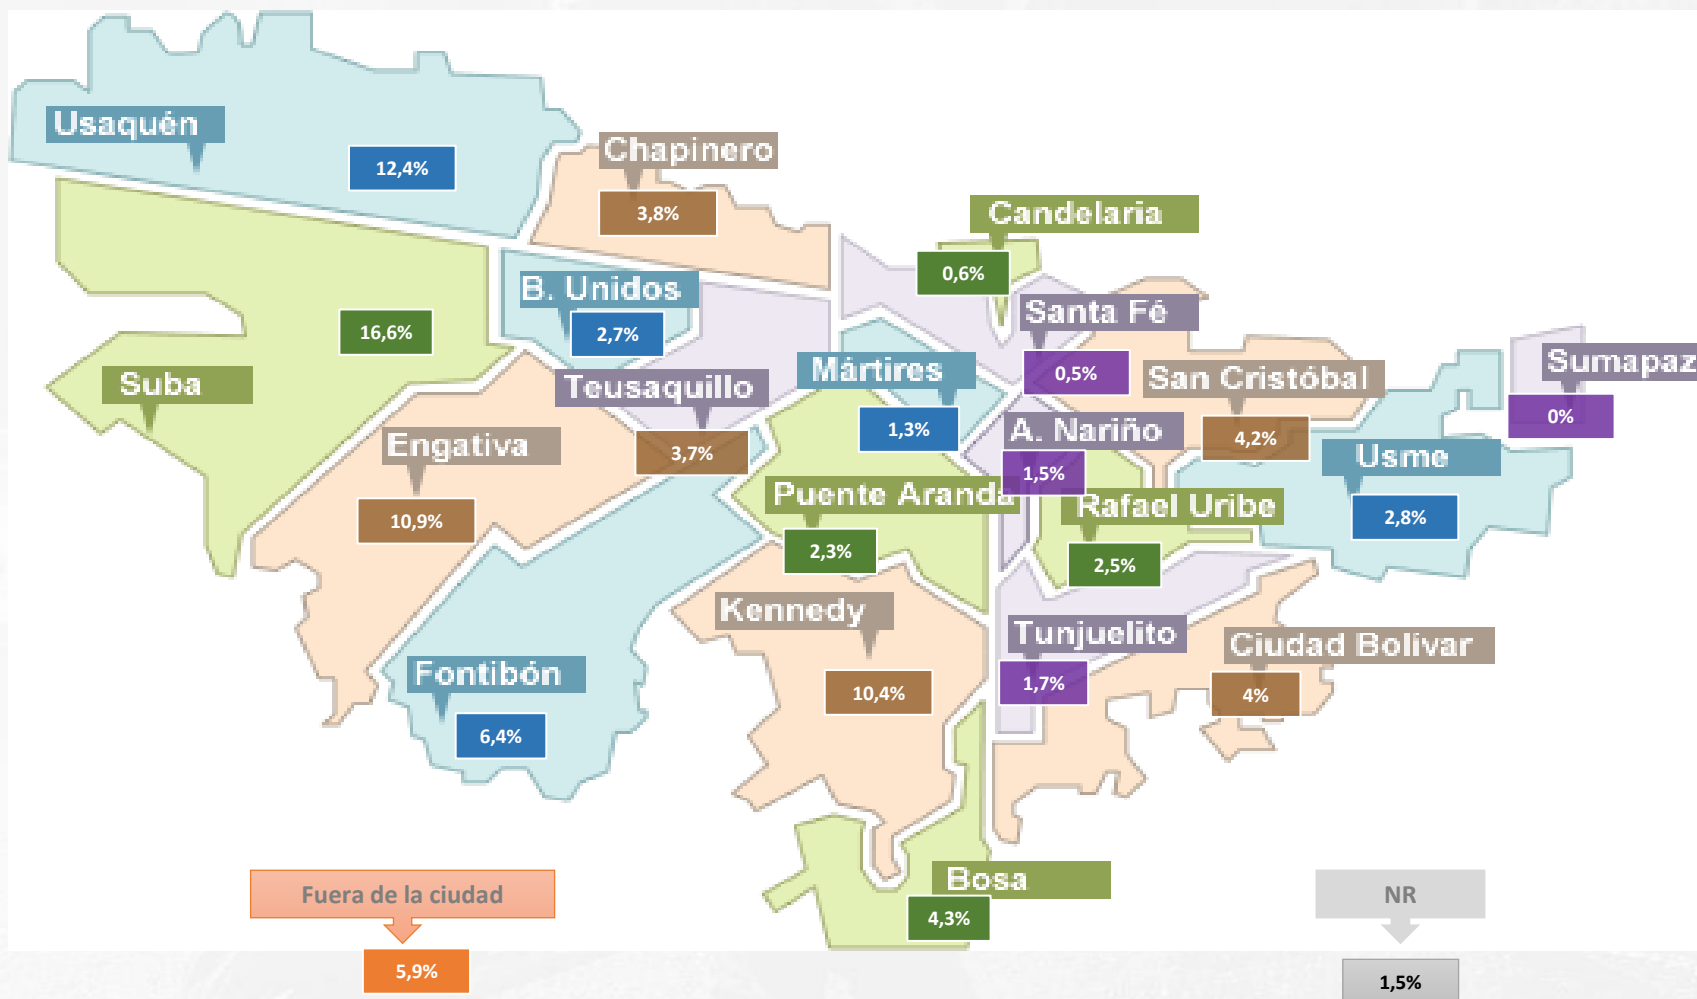 Usaquén
12,4%
Chapinero
3,8%
Candelaria
0,6%
B. Unidos
2,7%
Santa Fé
0,5%
16,6%
Suba
Teusaquillo
3,7%
Mártires
1,3%
San Cristóbal
4,2%
Sumapaz
0%
Engativa
10,9%
A. Nariño
1,5%
Usme
2,8%
Puente Aranda
2,3%
Rafael Uribe
2,5%
Kennedy
10,4%
Tunjuelito
1,7%
Ciudad Bolívar
4%
Fontibón
6,4%
Bosa
4,3%
Fuera de la ciudad
5,9%
NR
1,5%